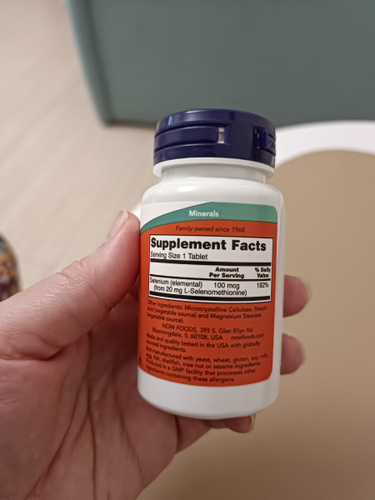 Minerals
Family owned since 1968.
Supplement Facts
Serving Size 1 Tablet
Amount Per Serving
% Daily Value
Selenium (elemental) 100 mcg 182%
(from 20 mg L-Selenomethionine)
Other Ingredients: Microcrystalline Cellulose, Stearic
Acid (vegetable source) and Magnesium Stearate
(vegetable source).
NOW FOODS, 395 S. Glen Ellyn Rd.
Bloomingdale, IL 60108, USA nowfoods.com
Made and quality tested in the USA with globally
sourced ingredients.
Not manufactured with yeast, wheat, gluten, soy, milk,
egg, fish, shellfish, tree nut or sesame ingredients.
Produced in a GMP facility that processes other
ingredients containing these allergens.